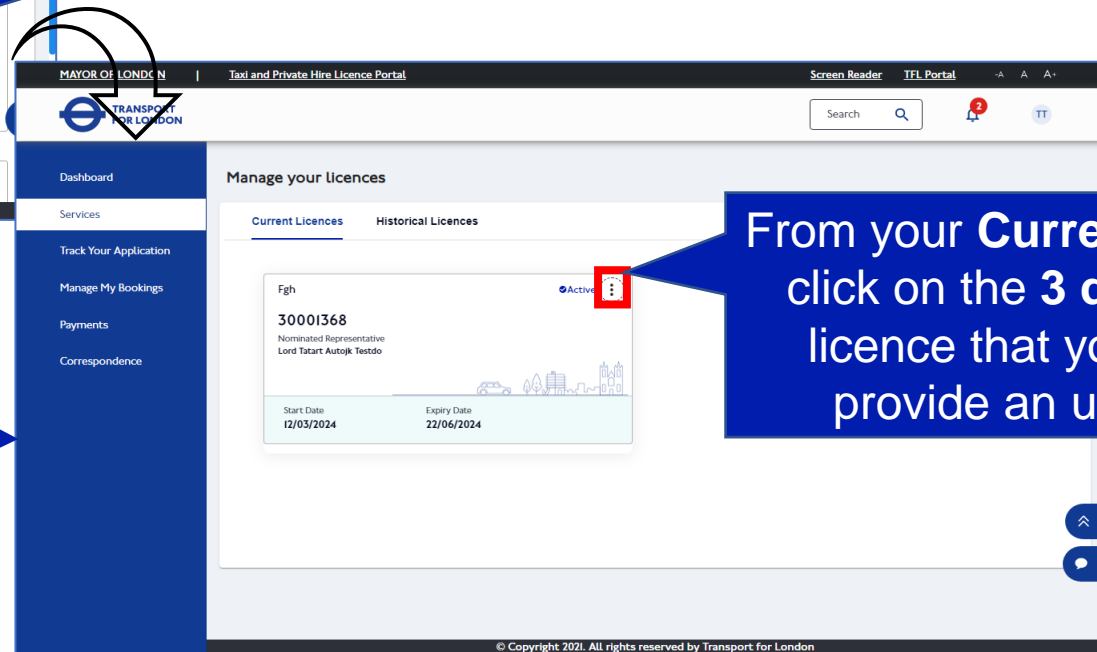 MAYOR OF LONDON | Taxi and Private Hire Licence Portal Screen Reader TFL Portal -A A A+
TRANSPORT
FOR LONDON
Search
2
TT
Dashboard
Services
Track Your Application
Manage My Bookings
Payments
Correspondence
Manage your licences
Current Licences Historical Licences
Fgh Active
30001368
Nominated Representative
Lord Tatart Autojk Testdo
Start Date Expiry Date
12/03/2024 22/06/2024
From your Curre
click on the 3 d
licence that yo
provide an u
© Copyright 2021. All rights reserved by Transport for London